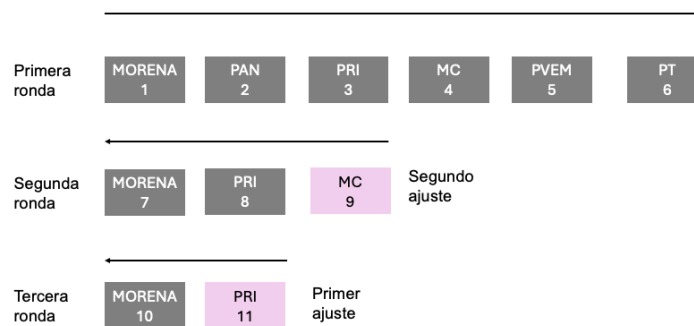 Primera ronda
MORENA 1
PAN 2
PRI 3
MC 4
PVEM 5
PT 6
Segunda ronda
MORENA 7
PRI 8
MC 9
Segundo ajuste
Tercera ronda
MORENA 10
PRI 11
Primer ajuste